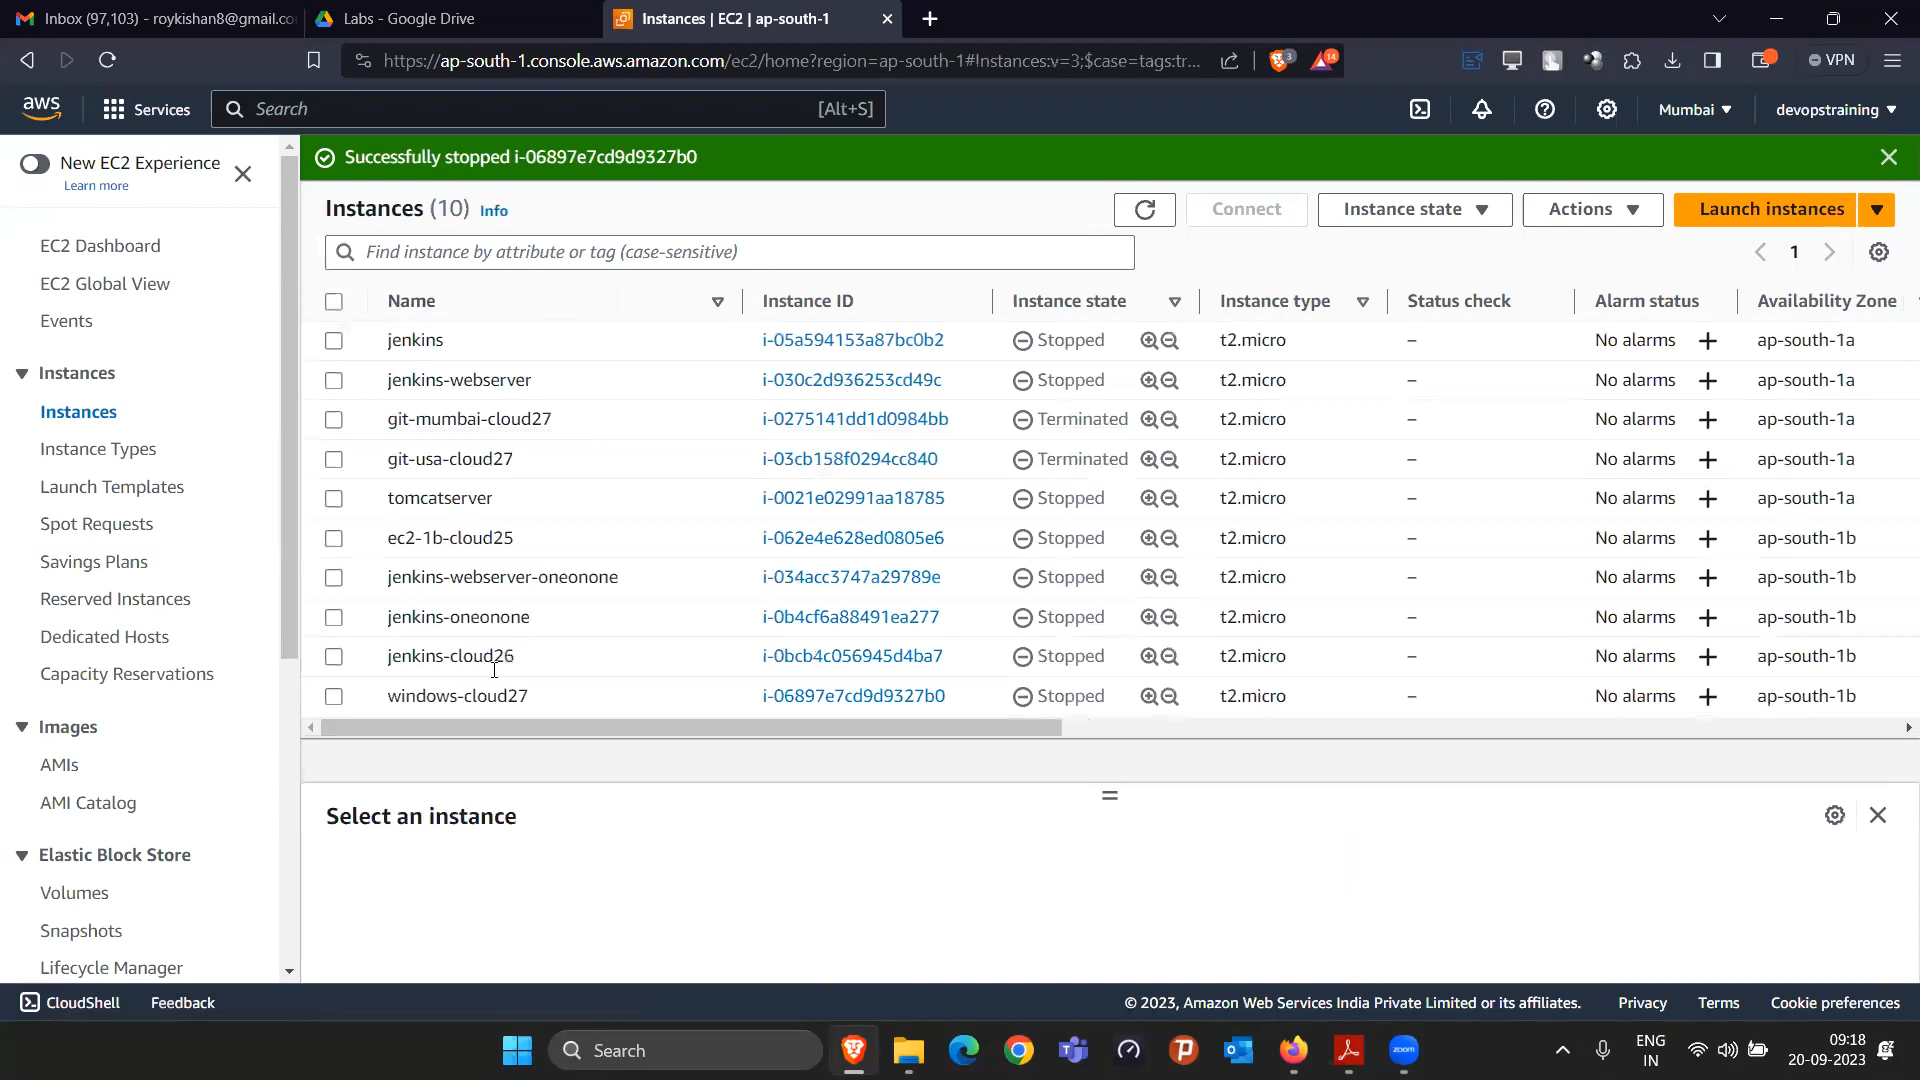 Inbox (97,103) - roykishan8@gmail.co
Labs - Google Drive
Instances | EC2 | ap-south-1
https://ap-south-1.console.aws.amazon.com/ec2/home?region=ap-south-1#Instances:v=3;$case=tags:tr...
3
14
VPN
aws
Services
Search
[Alt+S]
Mumbai
devopstraining
New EC2 Experience
Learn more
Successfully stopped i-06897e7cd9d9327b0
Instances (10) Info
Connect
Instance state
Actions
Launch instances
Find instance by attribute or tag (case-sensitive)
1
Name Instance ID Instance state Instance type Status check Alarm status Availability Zone
jenkins i-05a594153a87bc0b2 Stopped t2.micro – No alarms + ap-south-1a
jenkins-webserver i-030c2d936253cd49c Stopped t2.micro – No alarms + ap-south-1a
git-mumbai-cloud27 i-0275141dd1d0984bb Terminated t2.micro – No alarms + ap-south-1a
git-usa-cloud27 i-03cb158f0294cc840 Terminated t2.micro – No alarms + ap-south-1a
tomcatserver i-0021e02991aa18785 Stopped t2.micro – No alarms + ap-south-1a
ec2-1b-cloud25 i-062e4e628ed0805e6 Stopped t2.micro – No alarms + ap-south-1b
jenkins-webserver-oneonone i-034acc3747a29789e Stopped t2.micro – No alarms + ap-south-1b
jenkins-oneonone i-0b4cf6a88491ea277 Stopped t2.micro – No alarms + ap-south-1b
jenkins-cloud26 i-0bcb4c056945d4ba7 Stopped t2.micro – No alarms + ap-south-1b
windows-cloud27 i-06897e7cd9d9327b0 Stopped t2.micro – No alarms + ap-south-1b
Select an instance
EC2 Dashboard
EC2 Global View
Events
Instances
Instances
Instance Types
Launch Templates
Spot Requests
Savings Plans
Reserved Instances
Dedicated Hosts
Capacity Reservations
Images
AMIs
AMI Catalog
Elastic Block Store
Volumes
Snapshots
Lifecycle Manager
CloudShell
Feedback
© 2023, Amazon Web Services India Private Limited or its affiliates.
Privacy
Terms
Cookie preferences
Search
zoom
ENG
IN
09:18
20-09-2023